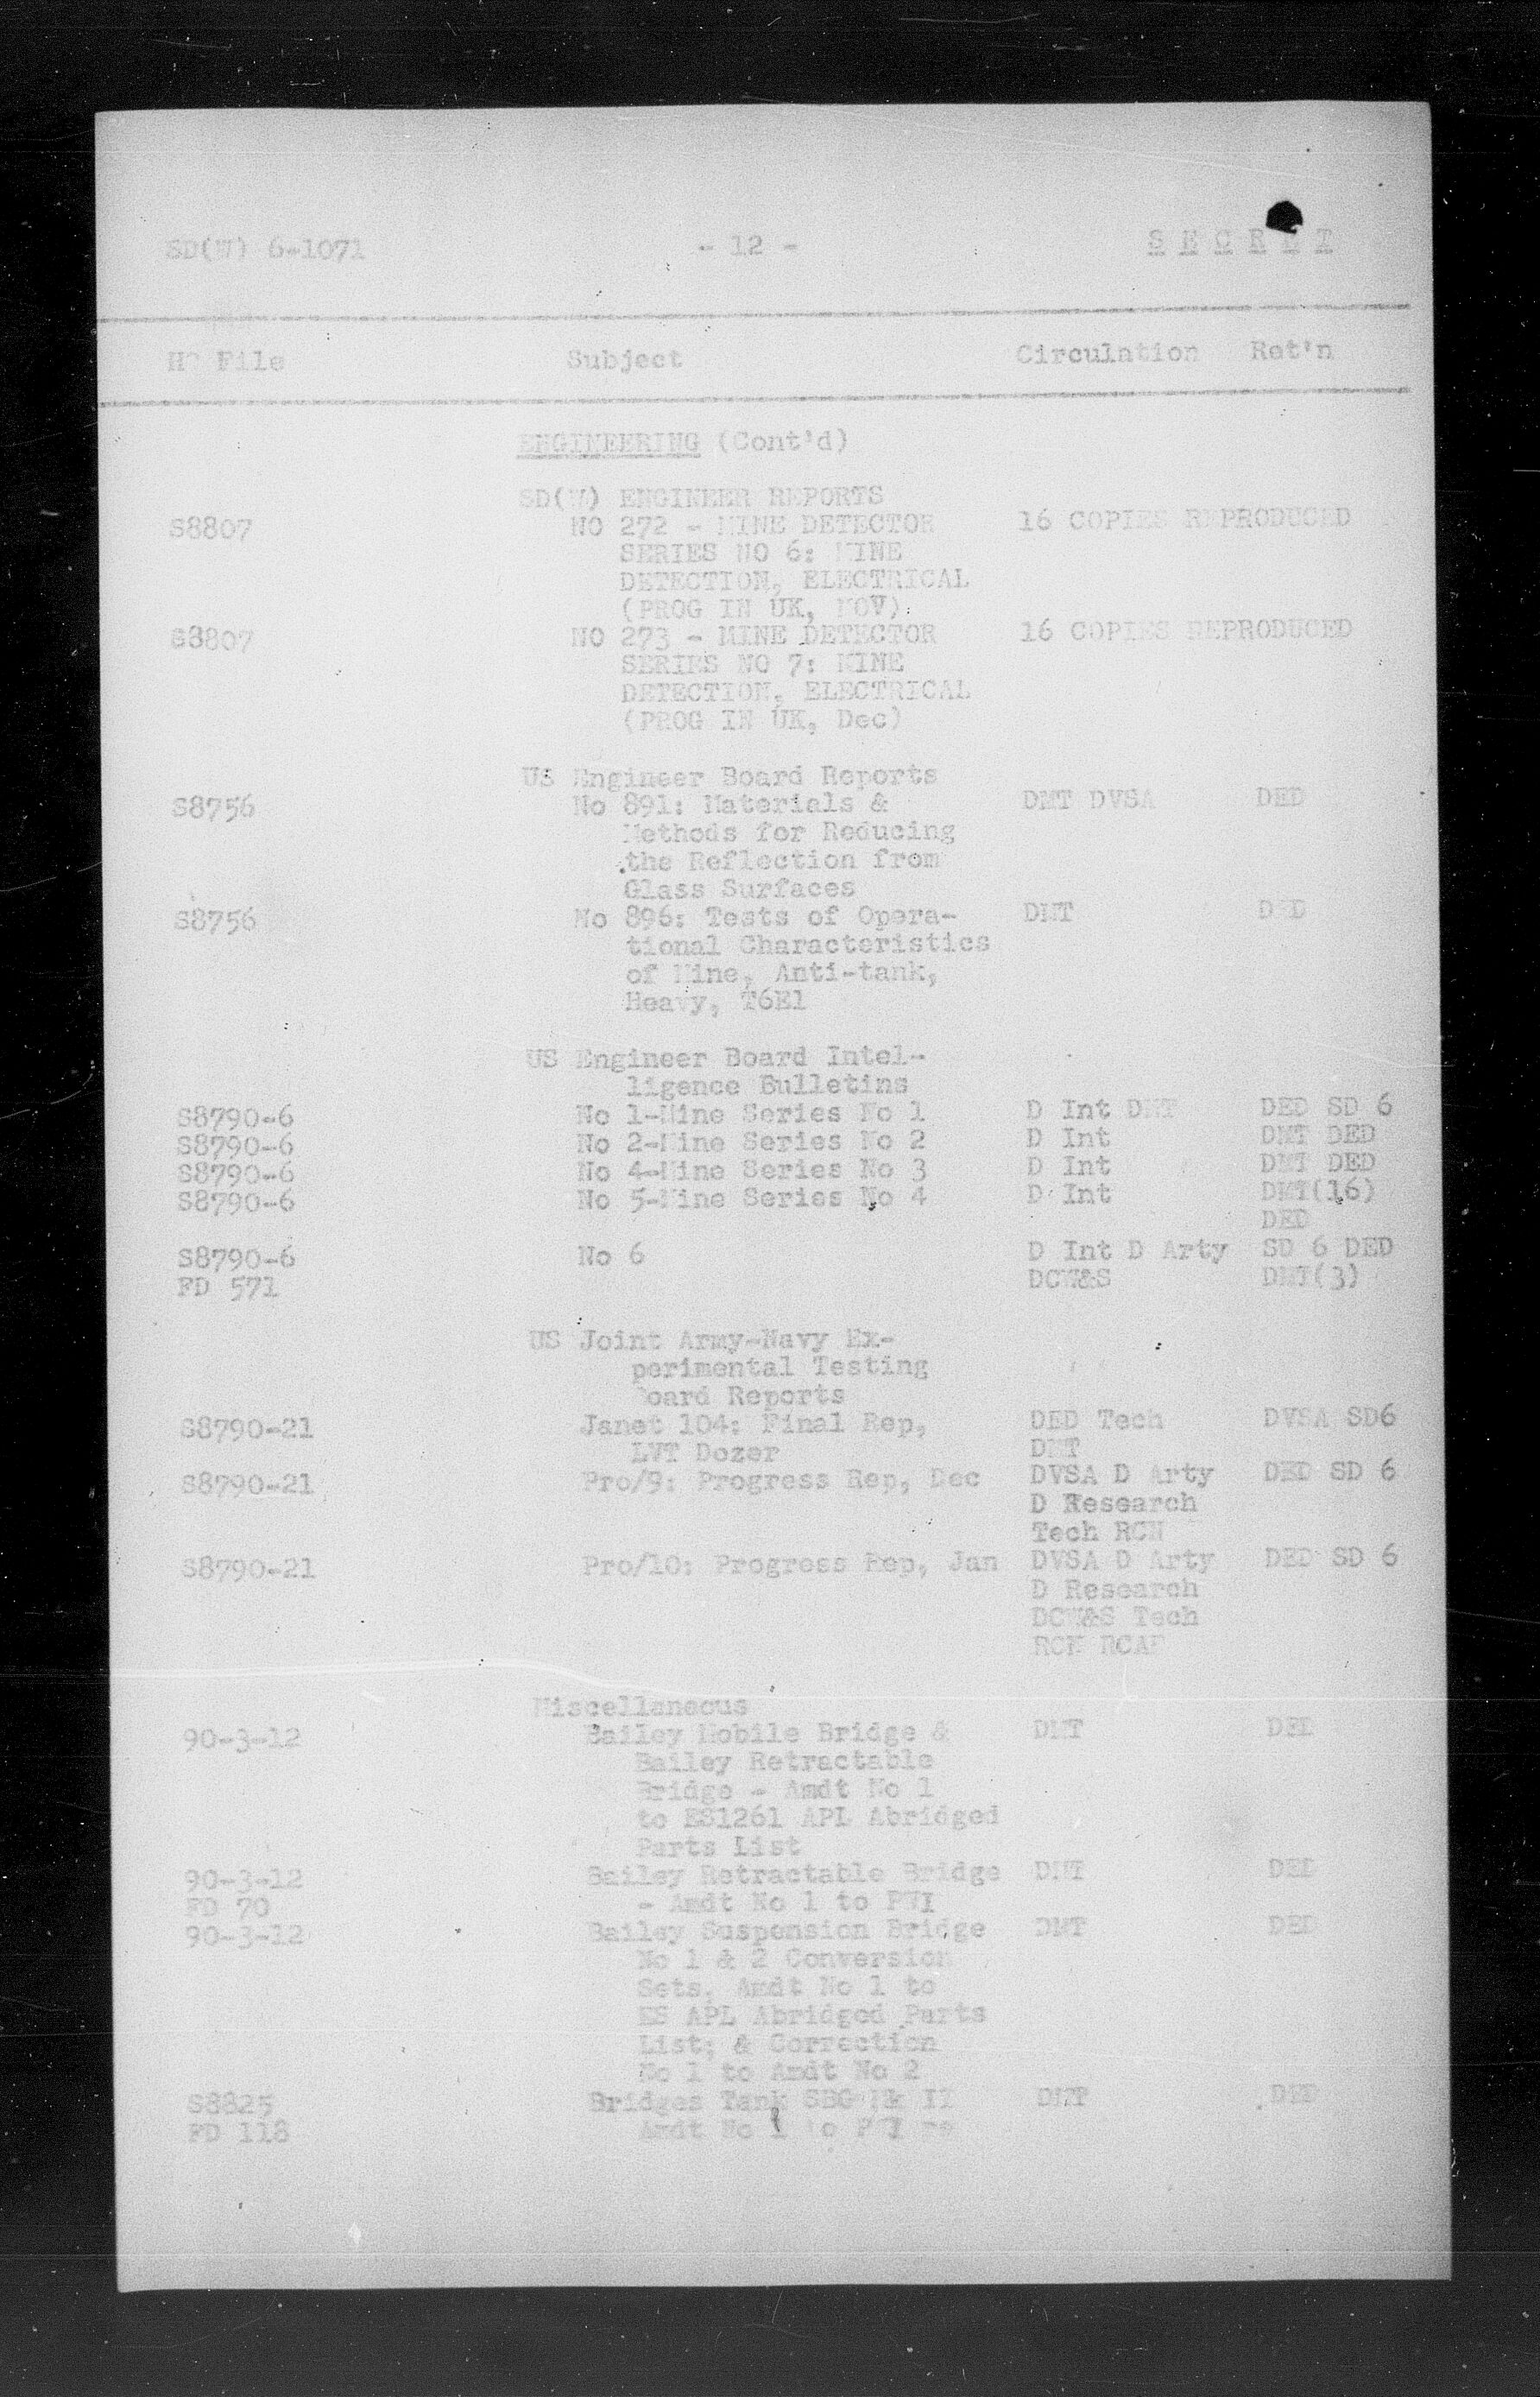 SD(W) 6-1071 - 12 - S E C R E T
HQ File Subject Circulation Ret'n
ENGINEERING (Cont'd)
SD(W) ENGINEER REPORTS
S8807 NO 272 - MINE DETECTOR 16 COPIES REPRODUCED
SERIES NO 6: MINE
DETECTION, ELECTRICAL
(PROG IN UK, NOV)
S8807 NO 273 - MINE DETECTOR 16 COPIES REPRODUCED
SERIES NO 7: MINE
DETECTION, ELECTRICAL
(PROG IN UK, Dec)
US Engineer Board Reports
S8756 No 891: Materials & DMT DVSA DED
Methods for Reducing
the Reflection from
Glass Surfaces
S8756 No 896: Tests of Opera- DMT DED
tional Characteristics
of Mine, Anti-tank,
Heavy, T6E1
US Engineer Board Intel-
ligence Bulletins
S8790-6 No 1-Mine Series No 1 D Int DMT DED SD 6
S8790-6 No 2-Mine Series No 2 D Int DMT DED
S8790-6 No 4-Mine Series No 3 D Int DMT DED
S8790-6 No 5-Mine Series No 4 D Int DMT(16)
DED
S8790-6 No 6 D Int D Arty SD 6 DED
FD 571 DCW&S DMT(3)
US Joint Army-Navy Ex-
perimental Testing
Board Reports
S8790-21 Janet 104: Final Rep, DED Tech DVSA SD6
LVT Dozer DMT
S8790-21 Pro/9: Progress Rep, Dec DVSA D Arty DED SD 6
D Research
Tech RCN
S8790-21 Pro/10: Progress Rep, Jan DVSA D Arty DED SD 6
D Research
DCW&S Tech
RCN RCAF
Miscellaneous
90-3-12 Bailey Mobile Bridge & DMT DED
Bailey Retractable
Bridge - Amdt No 1
to ES1261 APL Abridged
Parts List
90-3-12 Bailey Retractable Bridge DMT DED
FD 70 - Amdt No 1 to PWI
90-3-12 Bailey Suspension Bridge DMT DED
No 1 & 2 Conversion
Sets, Amdt No 1 to
ES APL Abridged Parts
List; & Correction
No 1 to Amdt No 2
S8825 Bridges Tank SBG I& II DMT DED
FD 118 Amdt No 1 to